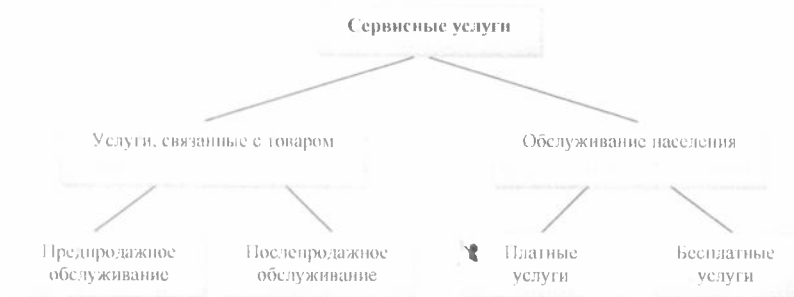 Сервисные услуги
Услуги, связанные с товаром
Обслуживание населения
Предпродажное
обслуживание
Послепродажное
обслуживание
Платные
услуги
Бесплатные
услуги